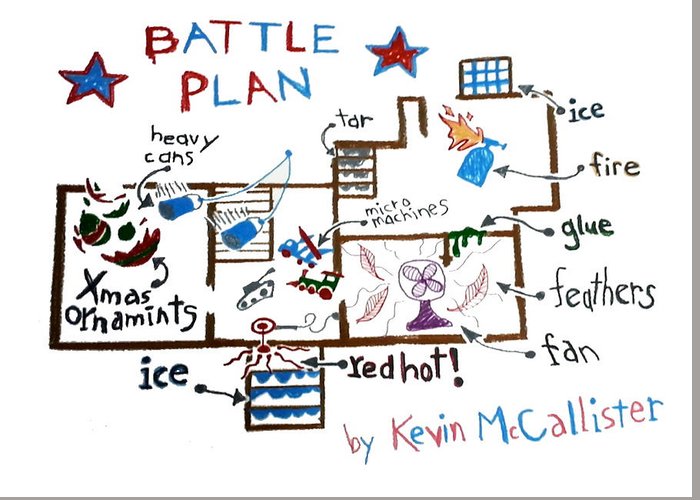 BATTLE
PLAN
heavy
cans
tar
ice
fire
micro
machines
glue
Xmas
ornamints
feathers
fan
ice
red hot!
by Kevin McCallister